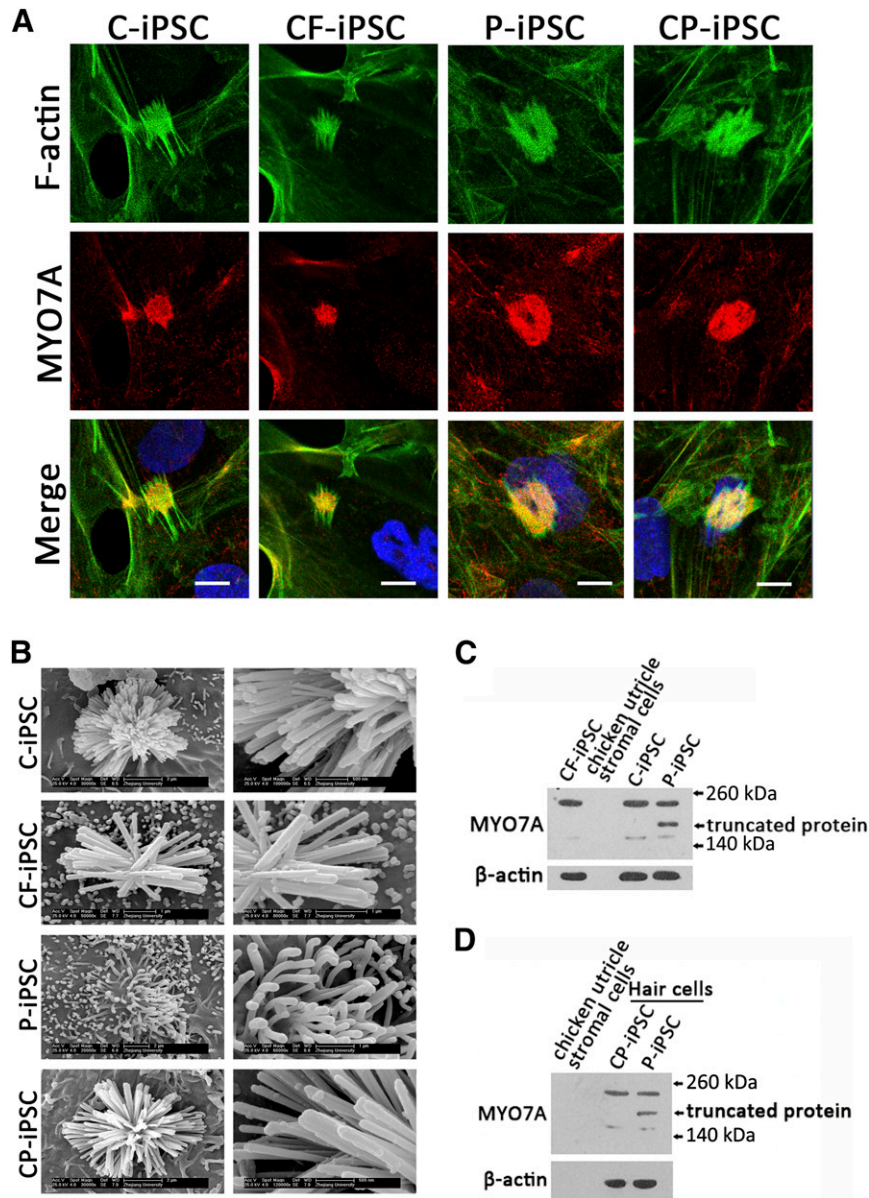 A
C-iPSC CF-iPSC P-iPSC CP-iPSC
F-actin
MYO7A
Merge
B
C-iPSC
CF-iPSC
P-iPSC
CP-iPSC
C
CF-iPSC
chicken utricle
stromal cells
C-iPSC
P-iPSC
260 kDa
MYO7A
truncated protein
140 kDa
β-actin
D
chicken utricle
stromal cells
Hair cells
CP-iPSC
P-iPSC
260 kDa
MYO7A
truncated protein
140 kDa
β-actin